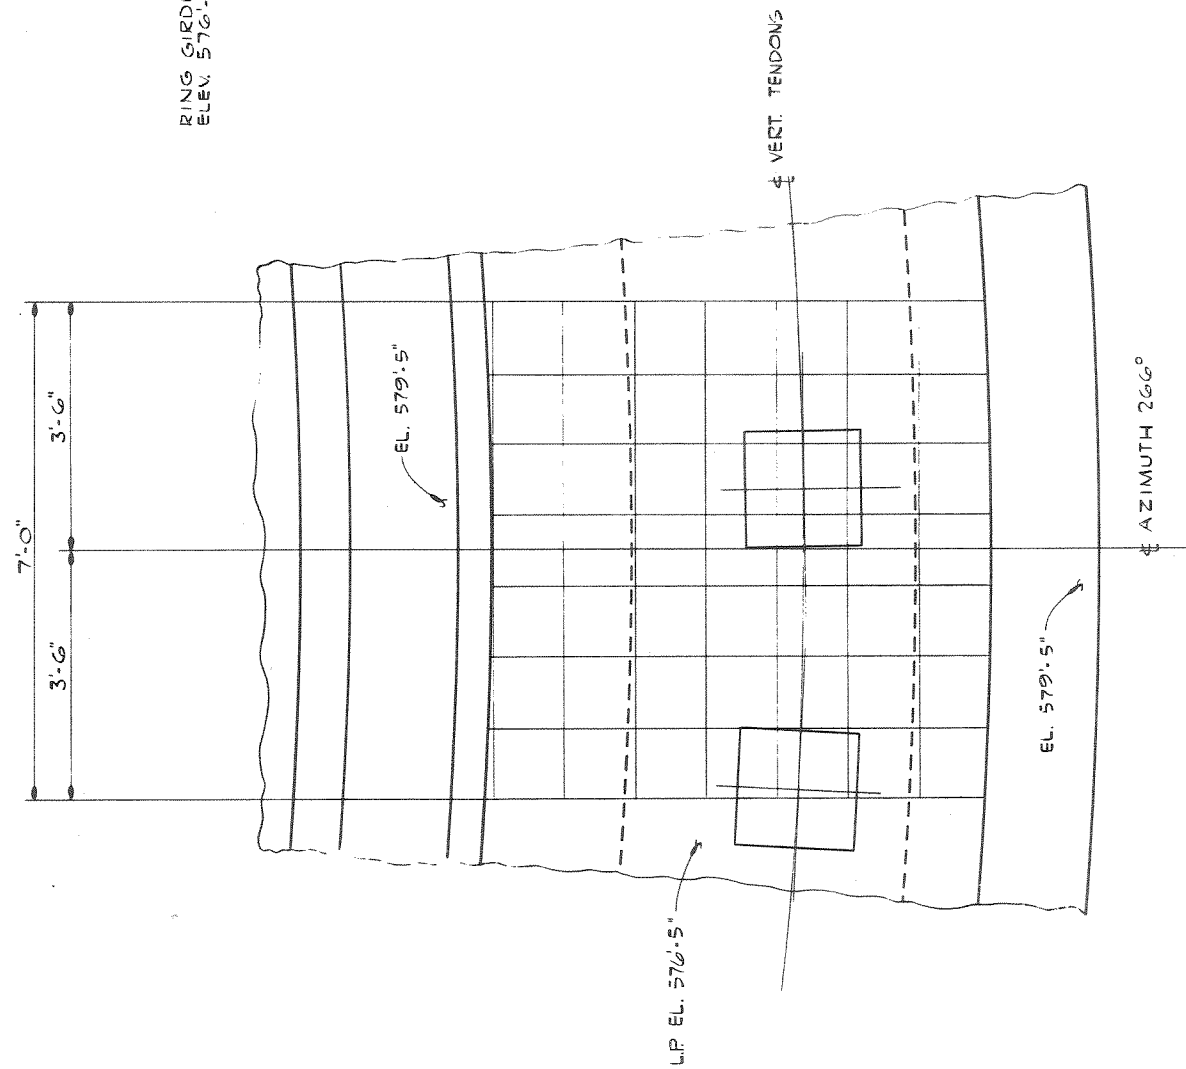 RING GIRD
ELEV. 576'-
℄ VERT. TENDONS
7'-0"
3'-6"
3'-6"
EL. 579'-5"
℄ AZIMUTH 266°
EL. 579'-5"
L.P. EL. 576'-5"